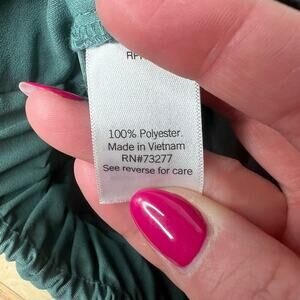 100% Polyester.
Made in Vietnam
RN#73277
See reverse for care